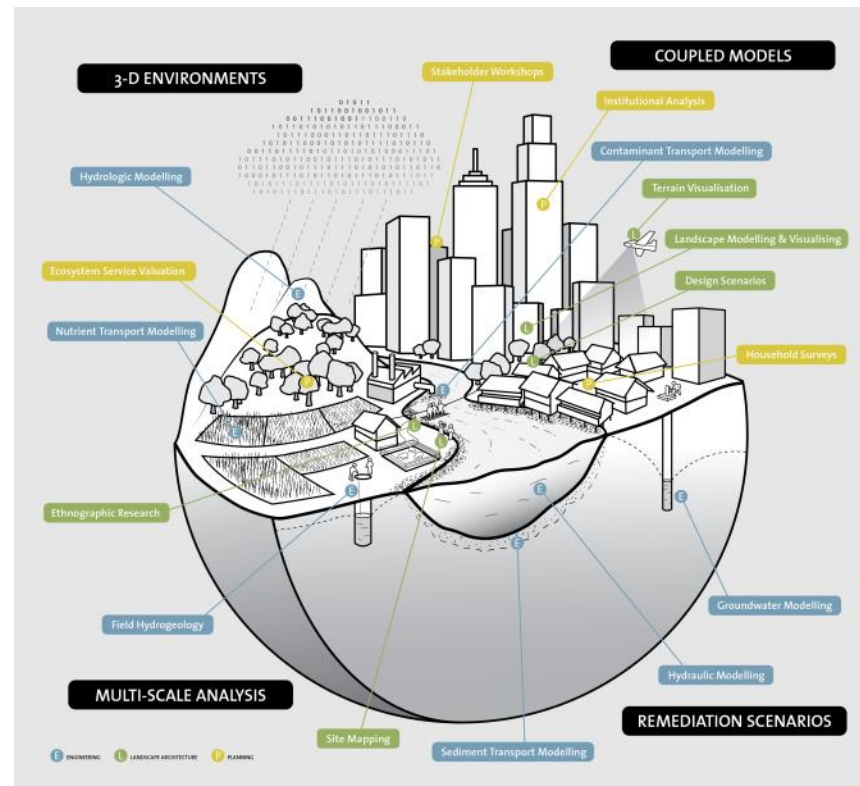 COUPLED MODELS
3-D ENVIRONMENTS
Stakeholder Workshops
Institutional Analysis
Contaminant Transport Modelling
Hydrologic Modelling
Terrain Visualisation
Landscape Modelling & Visualising
Ecosystem Service Valuation
Design Scenarios
Nutrient Transport Modelling
Household Surveys
Ethnographic Research
Groundwater Modelling
Field Hydrogeology
Hydraulic Modelling
MULTI-SCALE ANALYSIS
REMEDIATION SCENARIOS
Site Mapping
Sediment Transport Modelling
E ENGINEERING L LANDSCAPE ARCHITECTURE P PLANNING